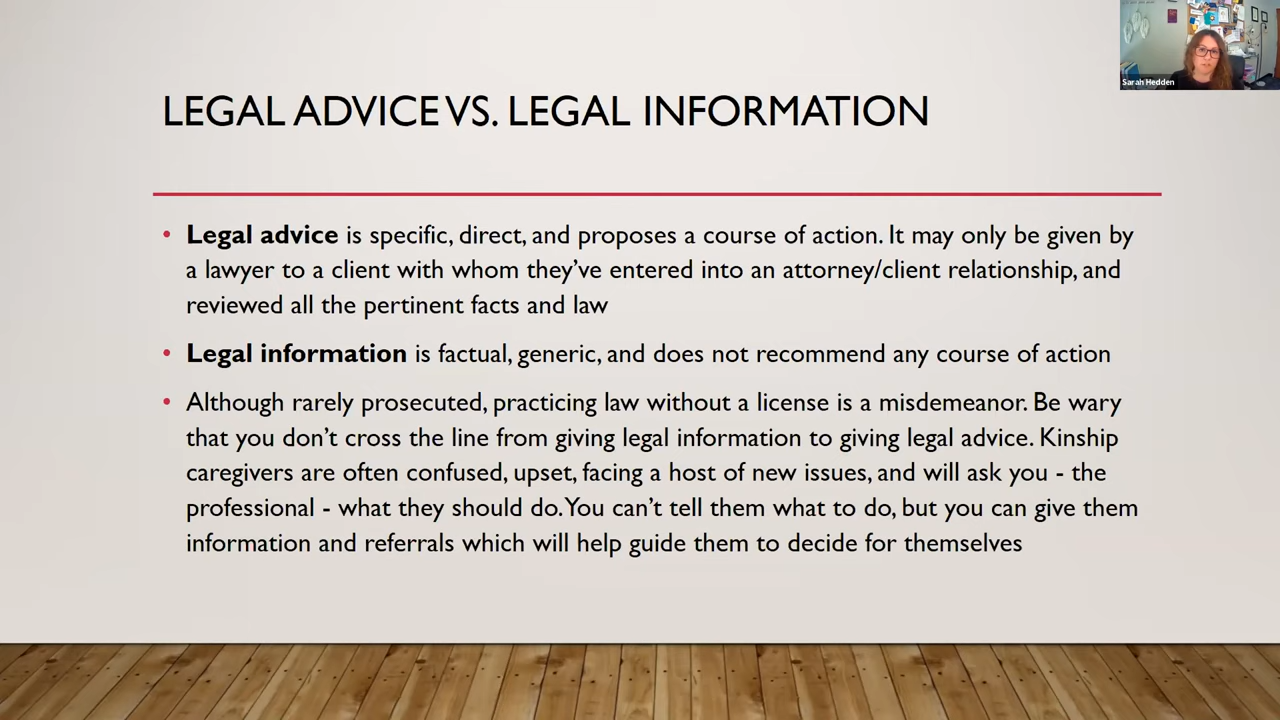 Sarah Hedden
LEGAL ADVICE VS. LEGAL INFORMATION
• Legal advice is specific, direct, and proposes a course of action. It may only be given by
a lawyer to a client with whom they’ve entered into an attorney/client relationship, and
reviewed all the pertinent facts and law
• Legal information is factual, generic, and does not recommend any course of action
• Although rarely prosecuted, practicing law without a license is a misdemeanor. Be wary
that you don’t cross the line from giving legal information to giving legal advice. Kinship
caregivers are often confused, upset, facing a host of new issues, and will ask you - the
professional - what they should do. You can’t tell them what to do, but you can give them
information and referrals which will help guide them to decide for themselves